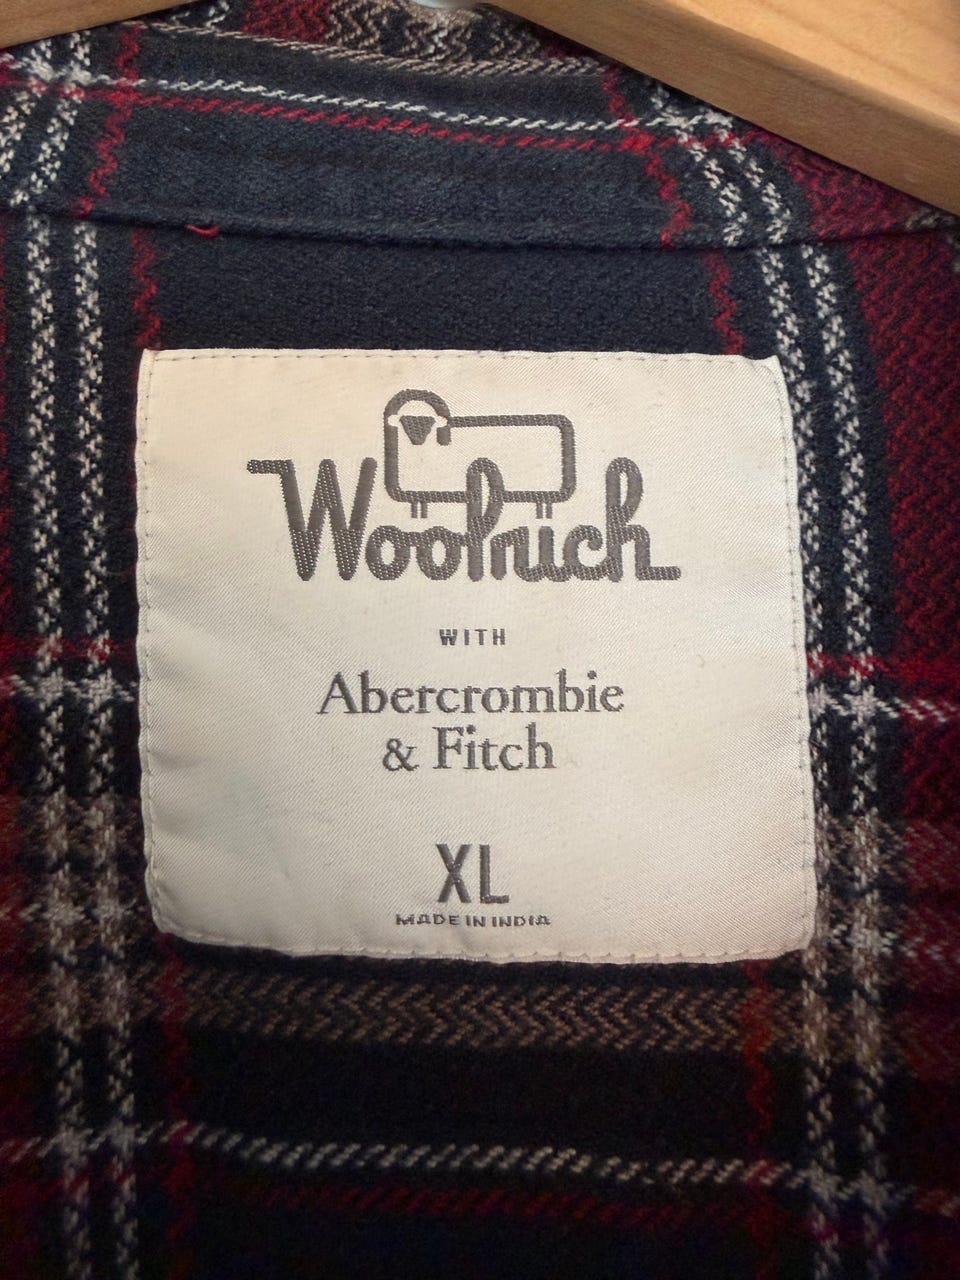 Woolrich
WITH
Abercrombie
& Fitch
XL
MADE IN INDIA